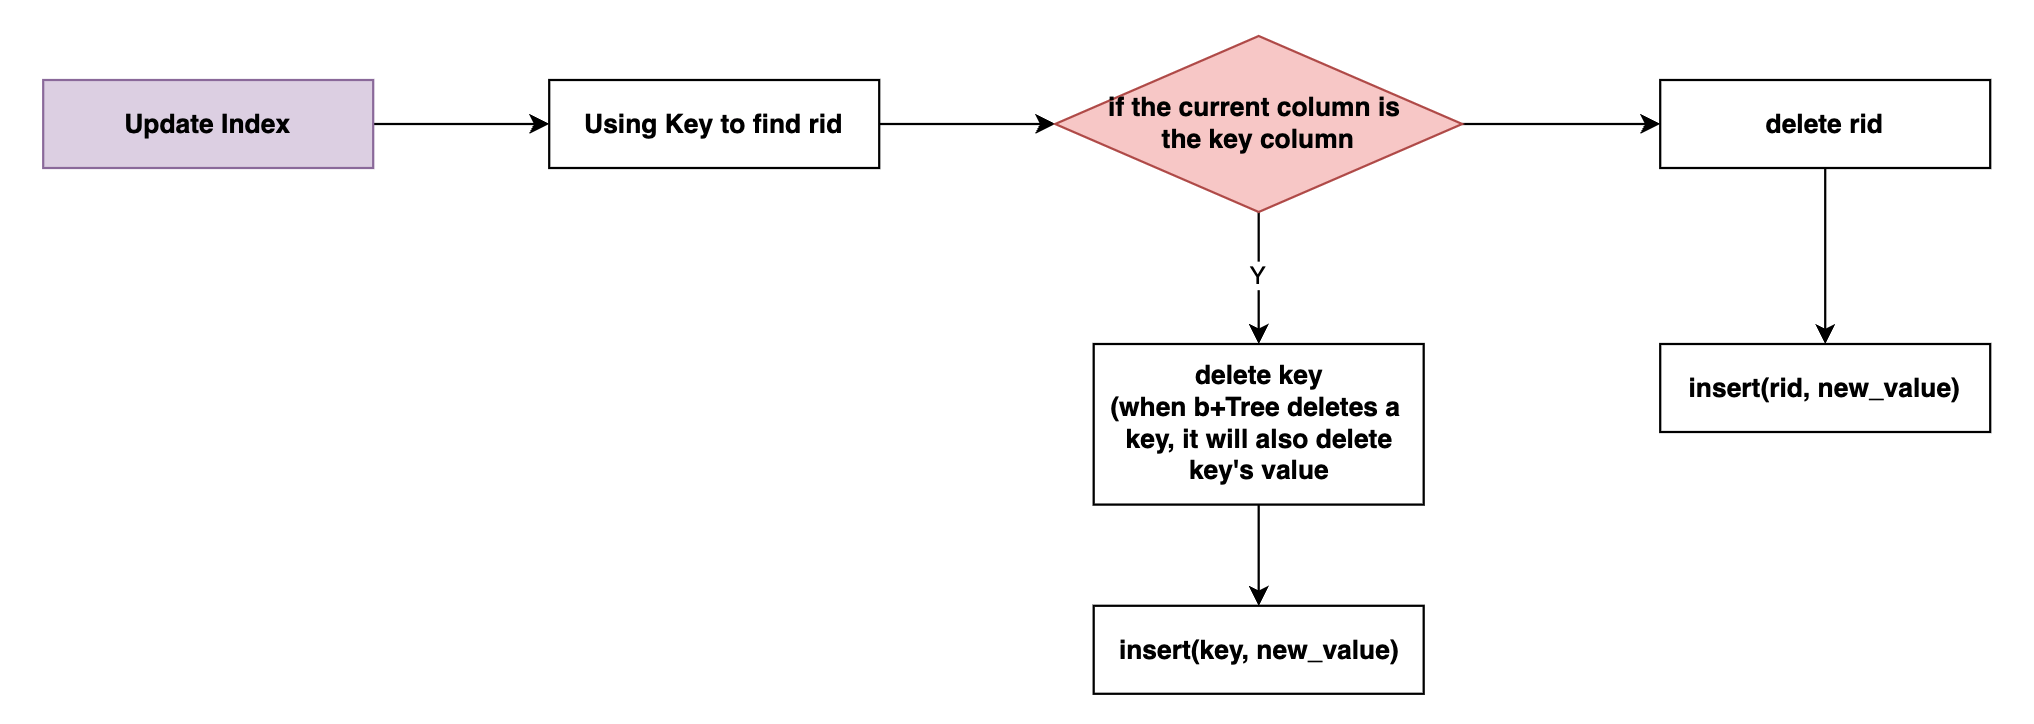 Update Index
Using Key to find rid
if the current column is
the key column
delete rid
Y
delete key
(when b+Tree deletes a
key, it will also delete
key's value
insert(rid, new_value)
insert(key, new_value)